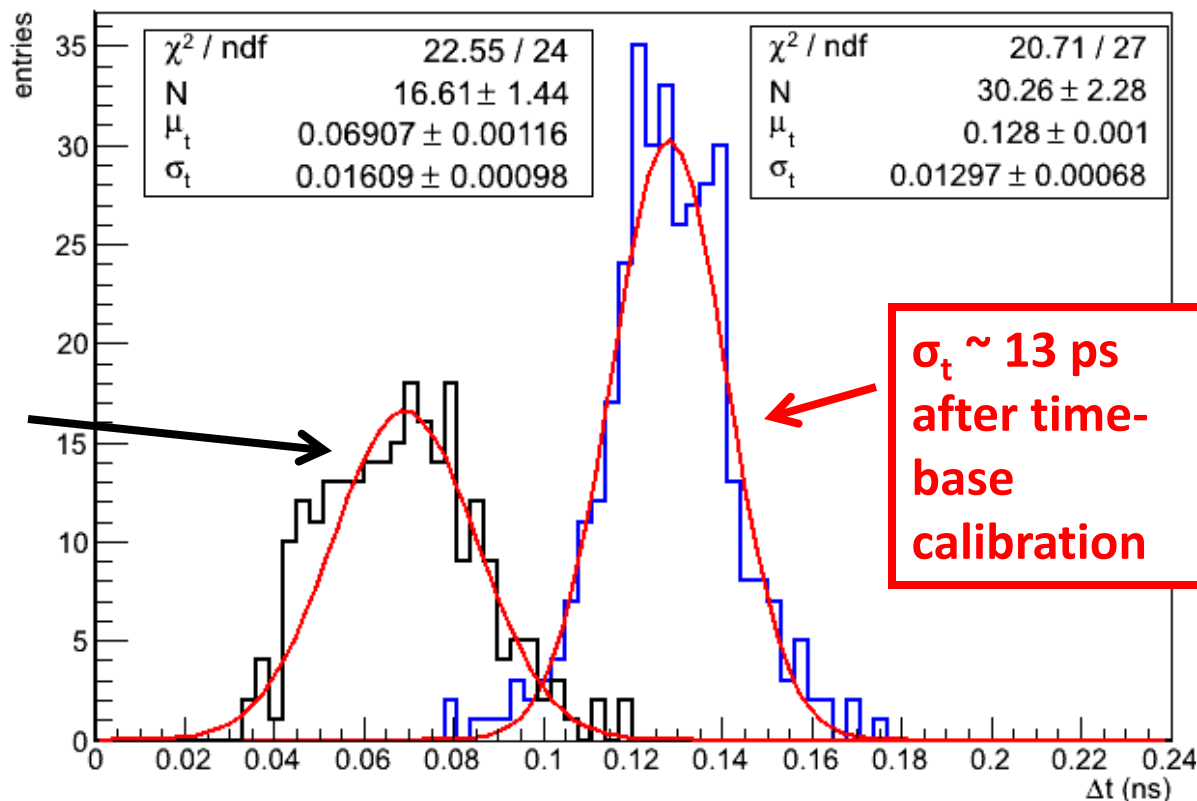 entries
χ² / ndf 22.55 / 24
N 16.61 ± 1.44
μt 0.06907 ± 0.00116
σt 0.01609 ± 0.00098
χ² / ndf 20.71 / 27
N 30.26 ± 2.28
μt 0.128 ± 0.001
σt 0.01297 ± 0.00068
35
30
25
20
15
10
5
0
σt ~ 13 ps
after time-
base
calibration
0 0.02 0.04 0.06 0.08 0.1 0.12 0.14 0.16 0.18 0.2 0.22 0.24
Δt (ns)